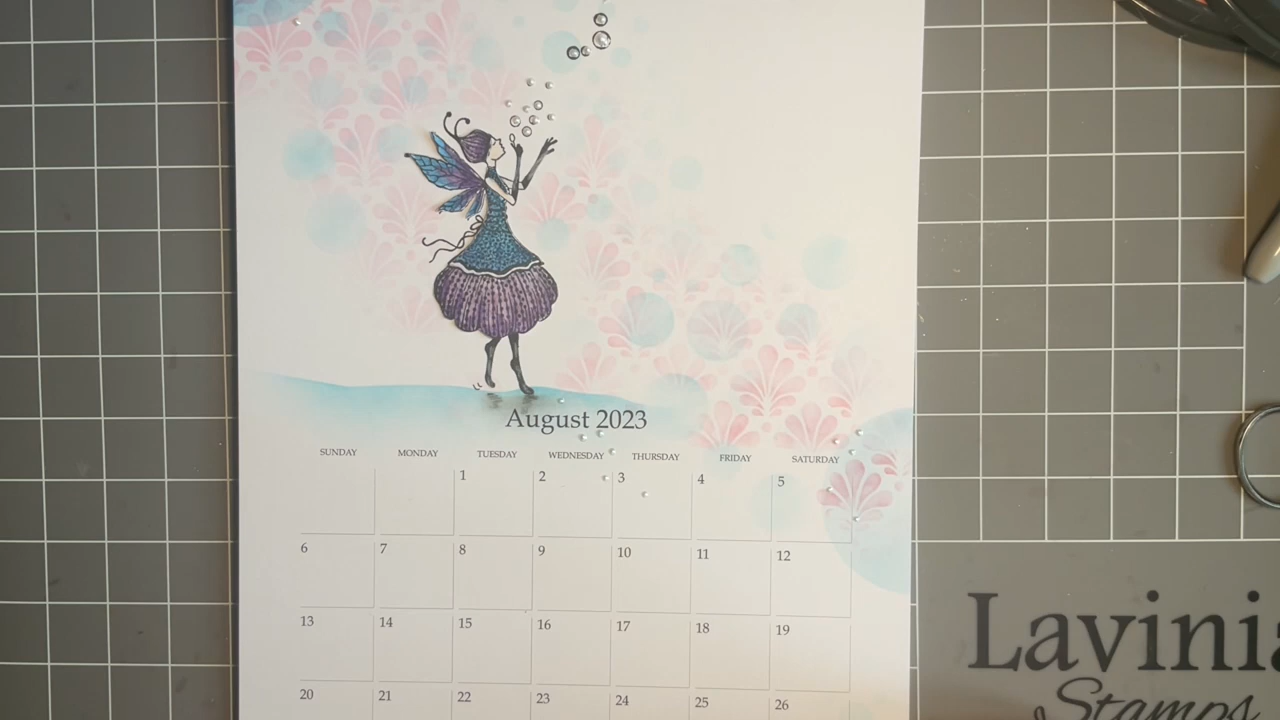 August 2023
SUNDAY MONDAY TUESDAY WEDNESDAY THURSDAY FRIDAY SATURDAY
1 2 3 4 5
6 7 8 9 10 11 12
13 14 15 16 17 18 19
20 21 22 23 24 25 26
Lavinia
Stamps